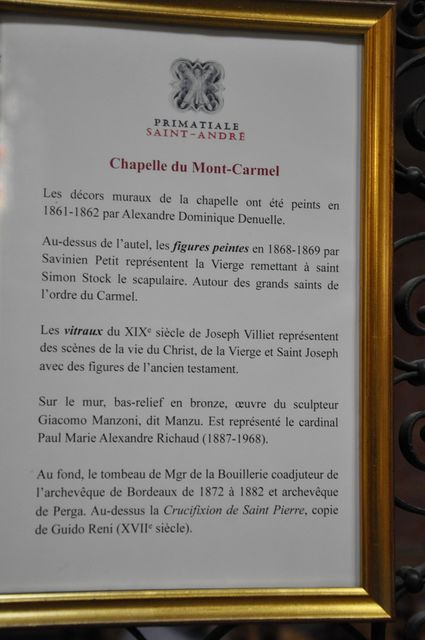 PRIMATIALE
SAINT-ANDRÉ
Chapelle du Mont-Carmel
Les décors muraux de la chapelle ont été peints en
1861-1862 par Alexandre Dominique Denuelle.
Au-dessus de l'autel, les figures peintes en 1868-1869 par
Savinien Petit représentent la Vierge remettant à saint
Simon Stock le scapulaire. Autour des grands saints de
l'ordre du Carmel.
Les vitraux du XIXe siècle de Joseph Villiet représentent
des scènes de la vie du Christ, de la Vierge et Saint Joseph
avec des figures de l'ancien testament.
Sur le mur, bas-relief en bronze, œuvre du sculpteur
Giacomo Manzoni, dit Manzu. Est représenté le cardinal
Paul Marie Alexandre Richaud (1887-1968).
Au fond, le tombeau de Mgr de la Bouillerie coadjuteur de
l'archevêque de Bordeaux de 1872 à 1882 et archevêque
de Perga. Au-dessus la Crucifixion de Saint Pierre, copie
de Guido Reni (XVIIe siècle).